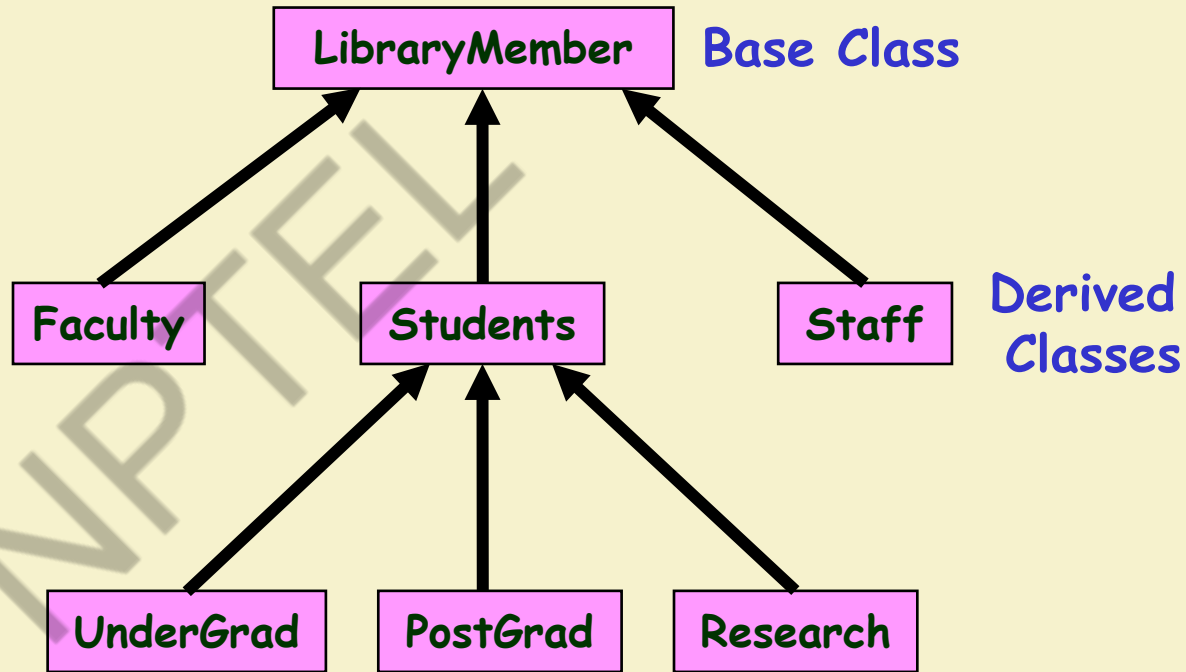 LibraryMember
Base Class
Faculty
Students
Staff
Derived
Classes
UnderGrad
PostGrad
Research
NPTEL